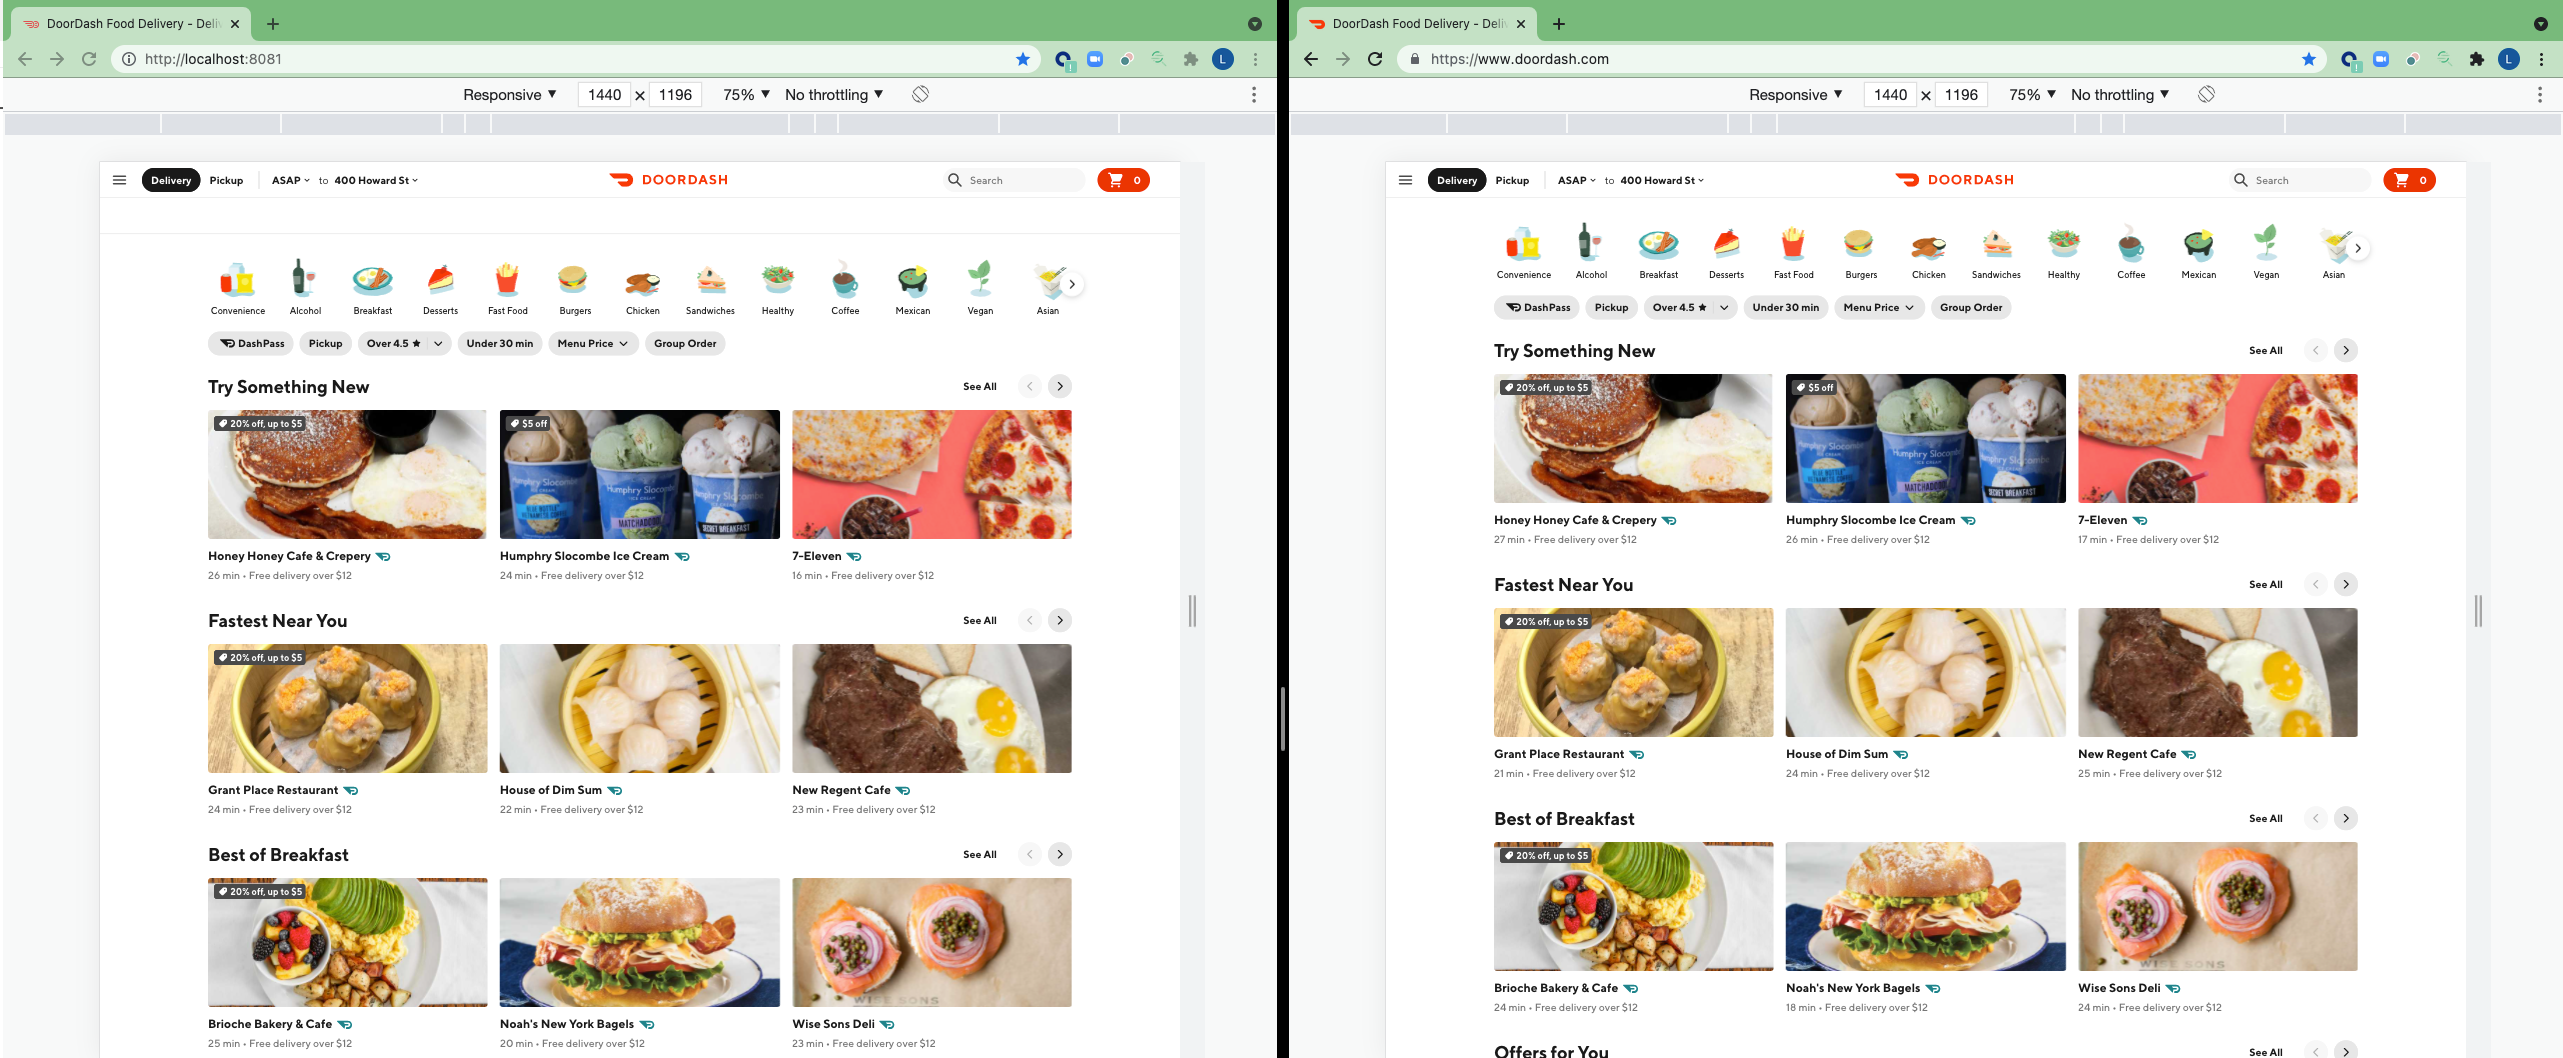 DoorDash Food Delivery - Deliv
http://localhost:8081
L
Responsive ▼ 1440 × 1196 75% ▼ No throttling ▼
Delivery Pickup ASAP to 400 Howard St DOORDASH Search 0
Convenience Alcohol Breakfast Desserts Fast Food Burgers Chicken Sandwiches Healthy Coffee Mexican Vegan Asian
DashPass Pickup Over 4.5 ★ Under 30 min Menu Price Group Order
Try Something New See All
20% off, up to $5 $5 off
Humphry Slocombe
MATCHADOODLE
SECRET BREAKFAST
Honey Honey Cafe & Crepery Humphry Slocombe Ice Cream 7-Eleven
26 min • Free delivery over $12 24 min • Free delivery over $12 16 min • Free delivery over $12
Fastest Near You See All
20% off, up to $5
Grant Place Restaurant House of Dim Sum New Regent Cafe
24 min • Free delivery over $12 22 min • Free delivery over $12 23 min • Free delivery over $12
Best of Breakfast See All
20% off, up to $5
WISE SONS
Brioche Bakery & Cafe Noah's New York Bagels Wise Sons Deli
25 min • Free delivery over $12 20 min • Free delivery over $12 23 min • Free delivery over $12
DoorDash Food Delivery - Deliv
https://www.doordash.com
L
Responsive ▼ 1440 × 1196 75% ▼ No throttling ▼
Delivery Pickup ASAP to 400 Howard St DOORDASH Search 0
Convenience Alcohol Breakfast Desserts Fast Food Burgers Chicken Sandwiches Healthy Coffee Mexican Vegan Asian
DashPass Pickup Over 4.5 ★ Under 30 min Menu Price Group Order
Try Something New See All
20% off, up to $5 $5 off
Humphry Slocombe
SECRET BREAKFAST
Honey Honey Cafe & Crepery Humphry Slocombe Ice Cream 7-Eleven
27 min • Free delivery over $12 26 min • Free delivery over $12 17 min • Free delivery over $12
Fastest Near You See All
20% off, up to $5
Grant Place Restaurant House of Dim Sum New Regent Cafe
21 min • Free delivery over $12 24 min • Free delivery over $12 25 min • Free delivery over $12
Best of Breakfast See All
20% off, up to $5
WISE SONS
Brioche Bakery & Cafe Noah's New York Bagels Wise Sons Deli
24 min • Free delivery over $12 18 min • Free delivery over $12 24 min • Free delivery over $12
Offers for You See All